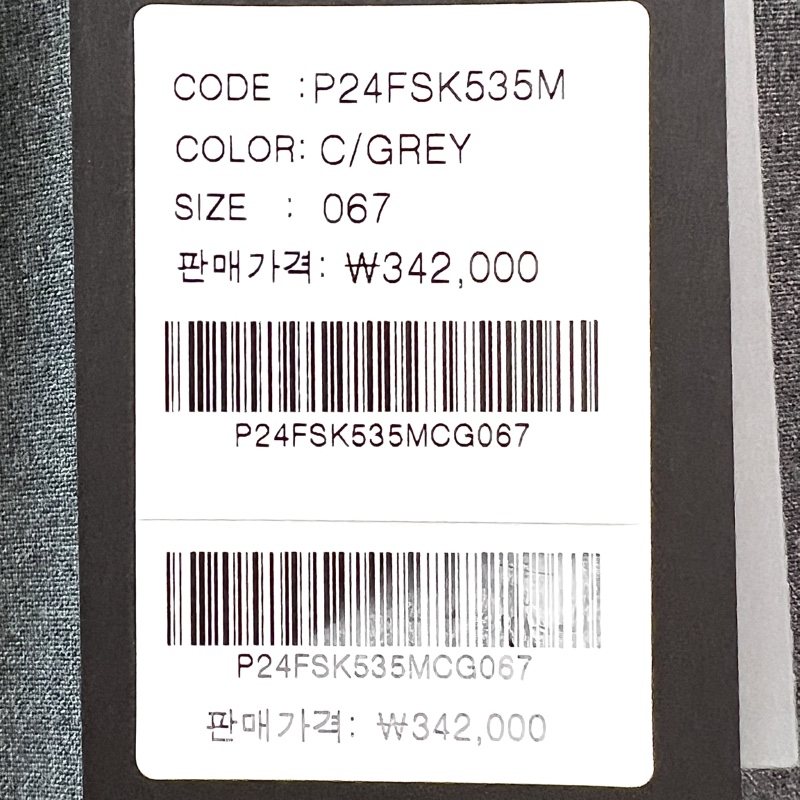 CODE :P24FSK535M
COLOR: C/GREY
SIZE : 067
판매가격: ₩342,000
P24FSK535MCG067
P24FSK535MCG067
판매가격: ₩342,000